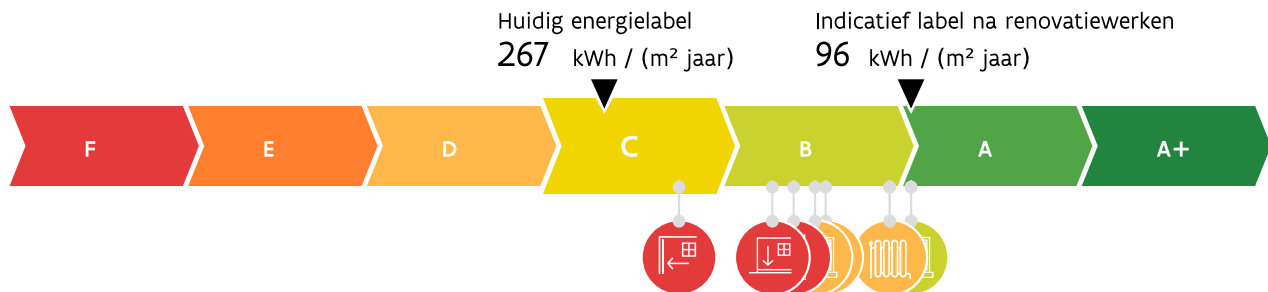 Huidig energielabel
267 kWh / (m² jaar)
Indicatief label na renovatiewerken
96 kWh / (m² jaar)
F E D C B A A+